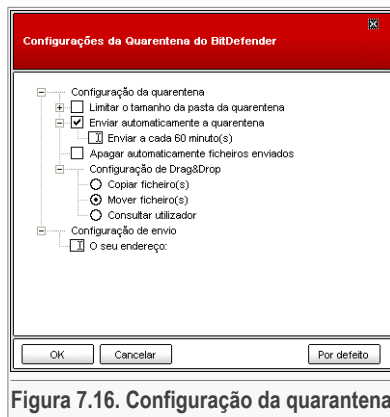 Configurações da Quarentena do BitDefender
Configuração da quarentena
Limitar o tamanho da pasta da quarentena
Enviar automaticamente a quarentena
Enviar a cada 60 minuto(s)
Apagar automaticamente ficheiros enviados
Configuração de Drag&Drop
Copiar ficheiro(s)
Mover ficheiro(s)
Consultar utilizador
Configuração de envio
O seu endereço:
OK Cancelar Por defeito
Figura 7.16. Configuração da quarantena